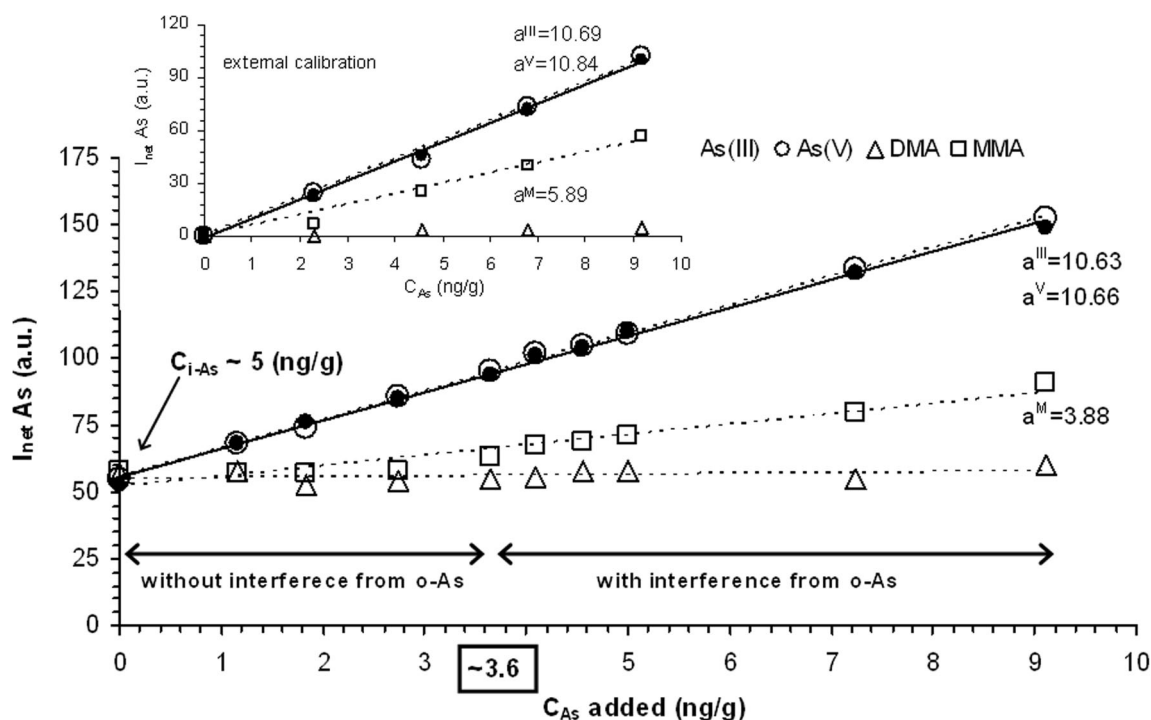 120
90
60
30
0
I_net As (a.u.)
external calibration
a^III=10.69
a^V=10.84
a^M=5.89
0 1 2 3 4 5 6 7 8 9 10
C_As (ng/g)
As(III) As(V) DMA MMA
175
150
125
100
75
50
25
0
I_net As (a.u.)
C_i-As ~ 5 (ng/g)
a^III=10.63
a^V=10.66
a^M=3.88
without interferece from o-As with interference from o-As
0 1 2 3 ~3.6 5 6 7 8 9 10
C_As added (ng/g)